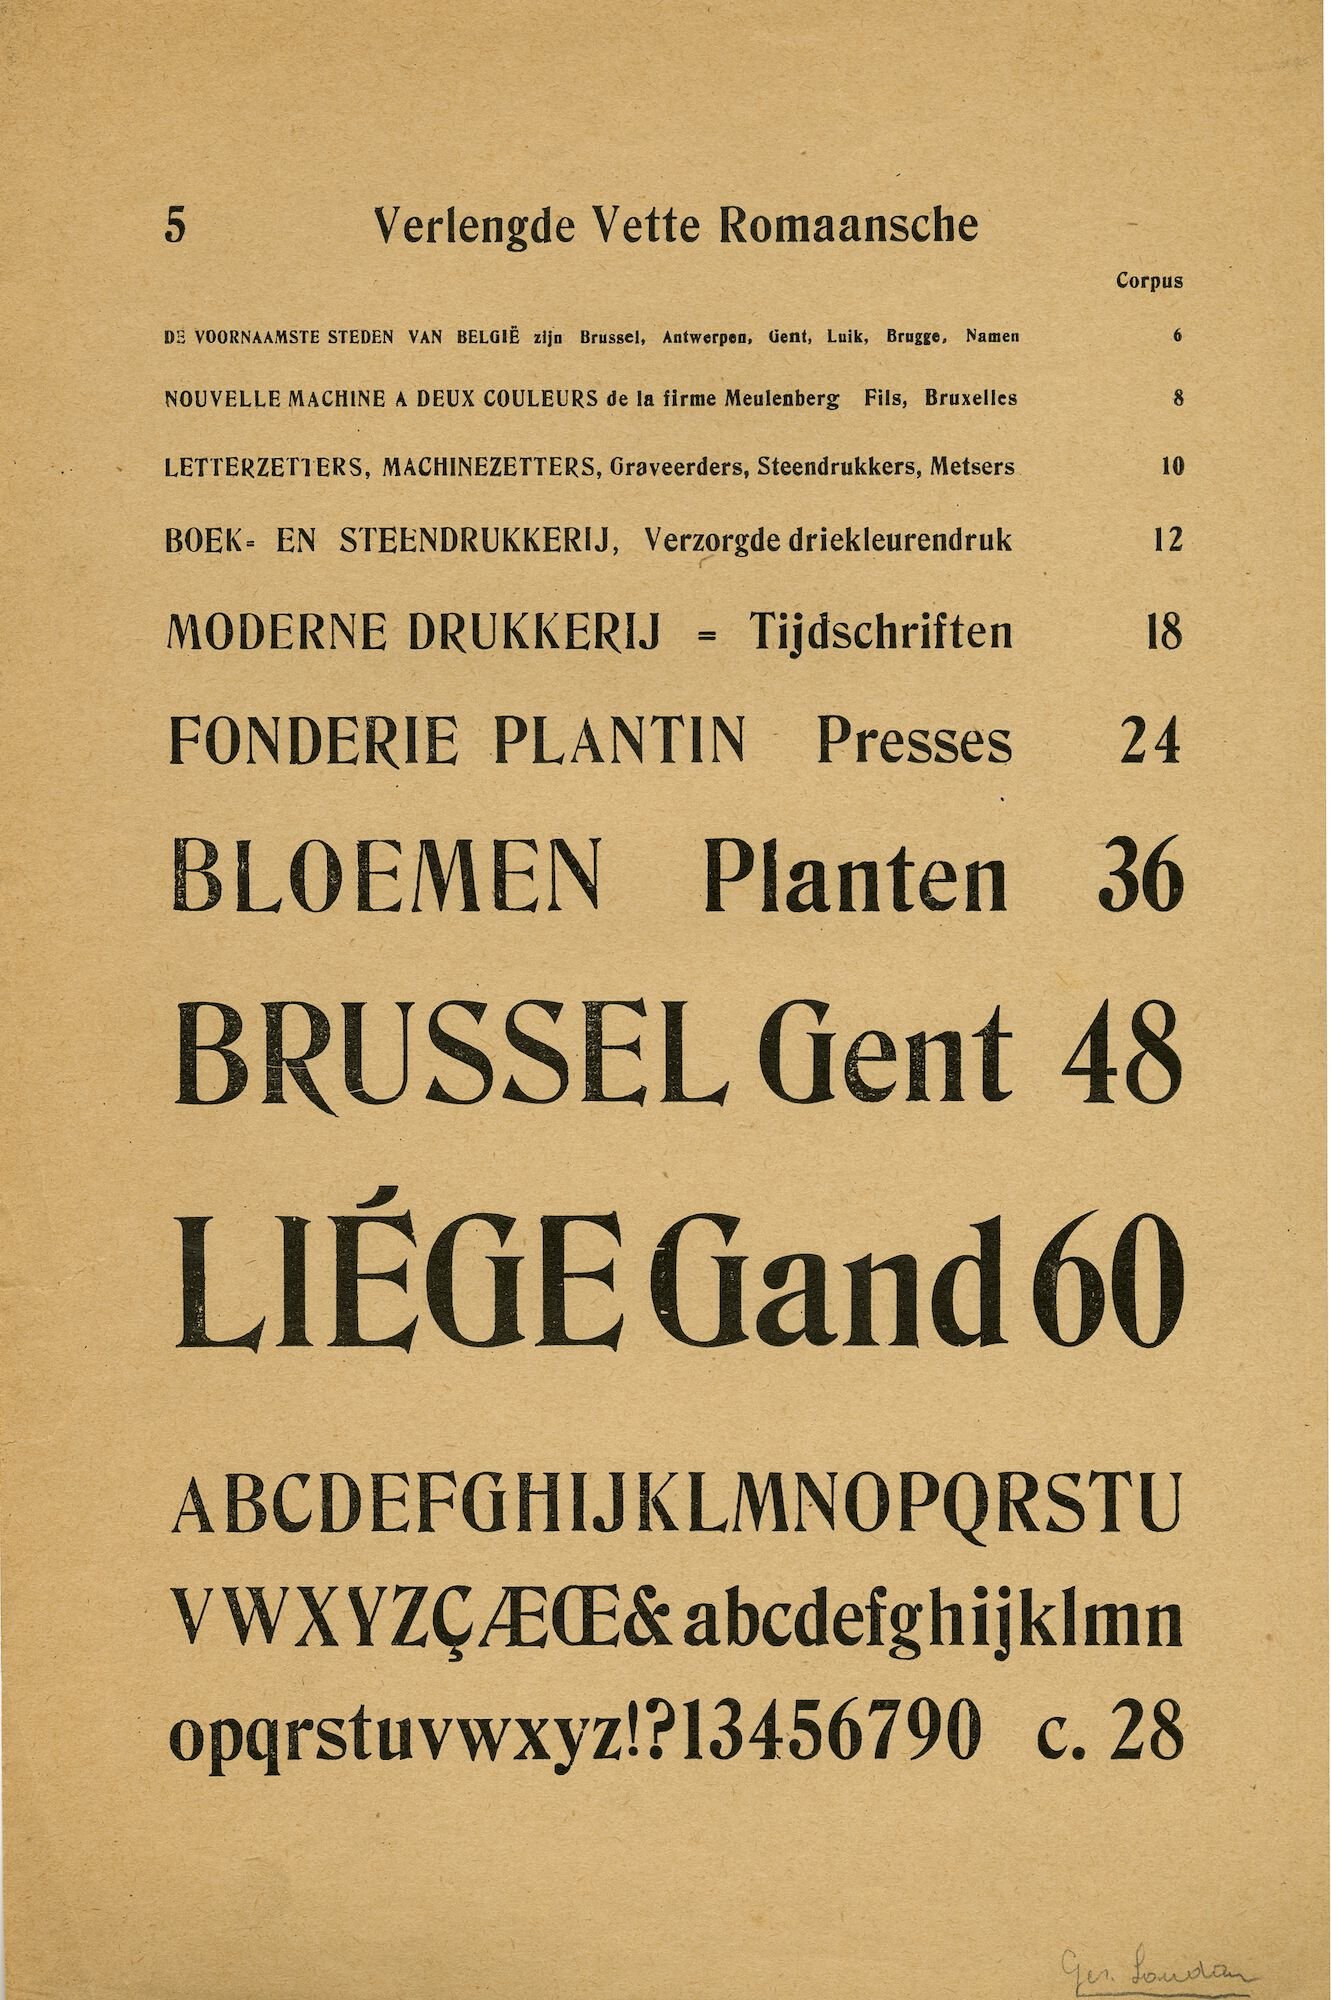 5 Verlengde Vette Romaansche
Corpus
DE VOORNAAMSTE STEDEN VAN BELGIË zijn Brussel, Antwerpen, Gent, Luik, Brugge, Namen 6
NOUVELLE MACHINE A DEUX COULEURS de la firme Meulenberg Fils, Bruxelles 8
LETTERZETTERS, MACHINEZETTERS, Graveerders, Steendrukkers, Metsers 10
BOEK= EN STEENDRUKKERIJ, Verzorgde driekleurendruk 12
MODERNE DRUKKERIJ = Tijdschriften 18
FONDERIE PLANTIN Presses 24
BLOEMEN Planten 36
BRUSSEL Gent 48
LIÉGE Gand 60
ABCDEFGHIJKLMNOPQRSTU
VWXYZÇÆŒ&abcdefghijklmn
opqrstuvwxyz!?13456790 c. 28